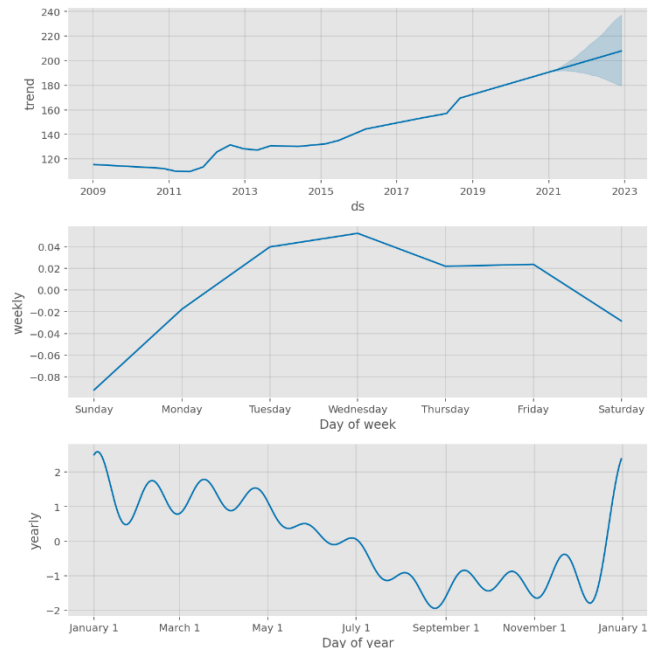 240
220
200
180
160
140
120
trend
2009 2011 2013 2015 2017 2019 2021 2023
ds
0.04
0.02
0.00
−0.02
−0.04
−0.06
−0.08
weekly
Sunday Monday Tuesday Wednesday Thursday Friday Saturday
Day of week
2
1
0
−1
−2
yearly
January 1 March 1 May 1 July 1 September 1 November 1 January 1
Day of year